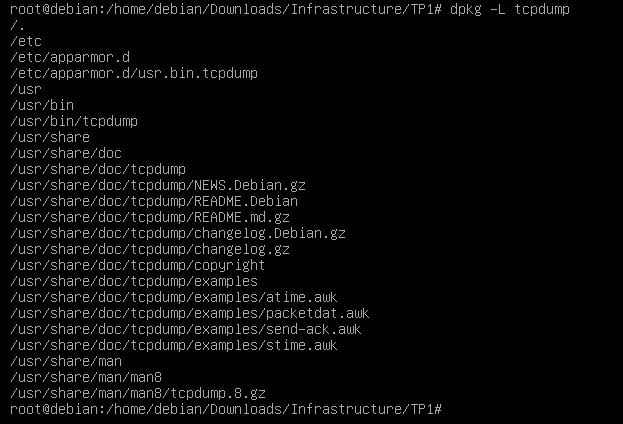 root@debian:/home/debian/Downloads/Infrastructure/TP1# dpkg -L tcpdump
/.
/etc
/etc/apparmor.d
/etc/apparmor.d/usr.bin.tcpdump
/usr
/usr/bin
/usr/bin/tcpdump
/usr/share
/usr/share/doc
/usr/share/doc/tcpdump
/usr/share/doc/tcpdump/NEWS.Debian.gz
/usr/share/doc/tcpdump/README.Debian
/usr/share/doc/tcpdump/README.md.gz
/usr/share/doc/tcpdump/changelog.Debian.gz
/usr/share/doc/tcpdump/changelog.gz
/usr/share/doc/tcpdump/copyright
/usr/share/doc/tcpdump/examples
/usr/share/doc/tcpdump/examples/atime.awk
/usr/share/doc/tcpdump/examples/packetdat.awk
/usr/share/doc/tcpdump/examples/send-ack.awk
/usr/share/doc/tcpdump/examples/stime.awk
/usr/share/man
/usr/share/man/man8
/usr/share/man/man8/tcpdump.8.gz
root@debian:/home/debian/Downloads/Infrastructure/TP1#